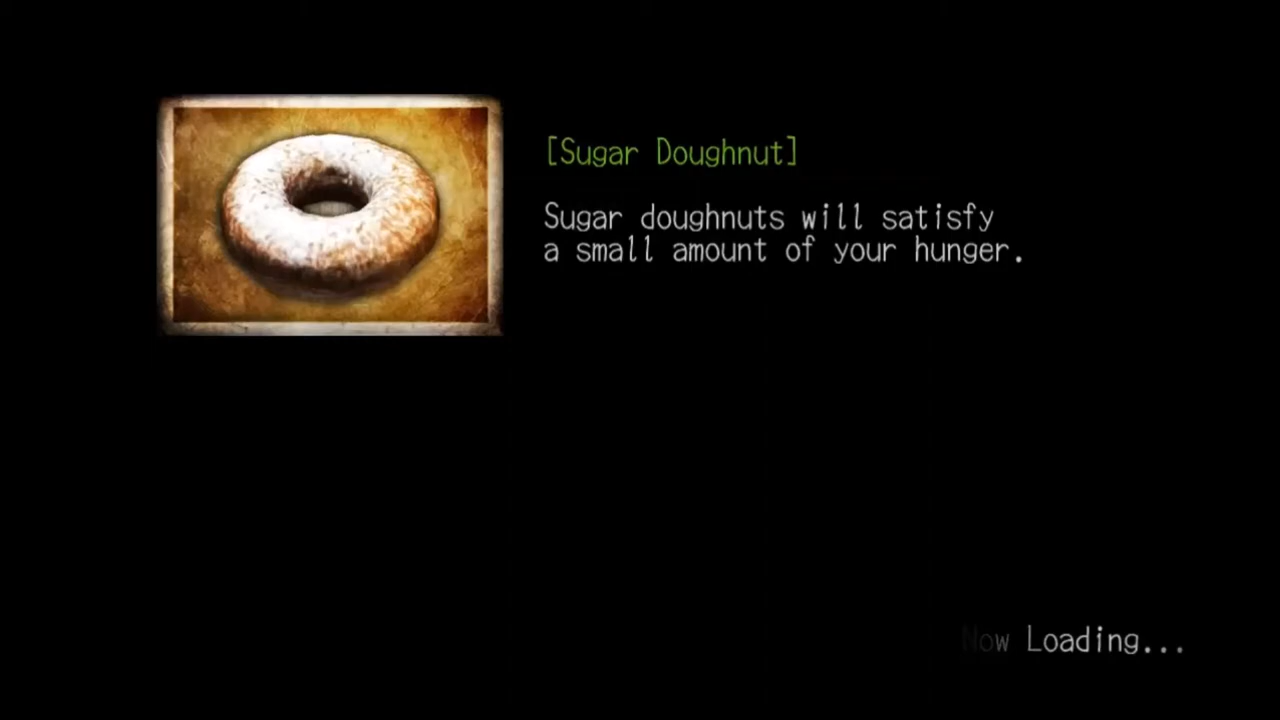 [Sugar Doughnut]
Sugar doughnuts will satisfy
a small amount of your hunger.
Now Loading...